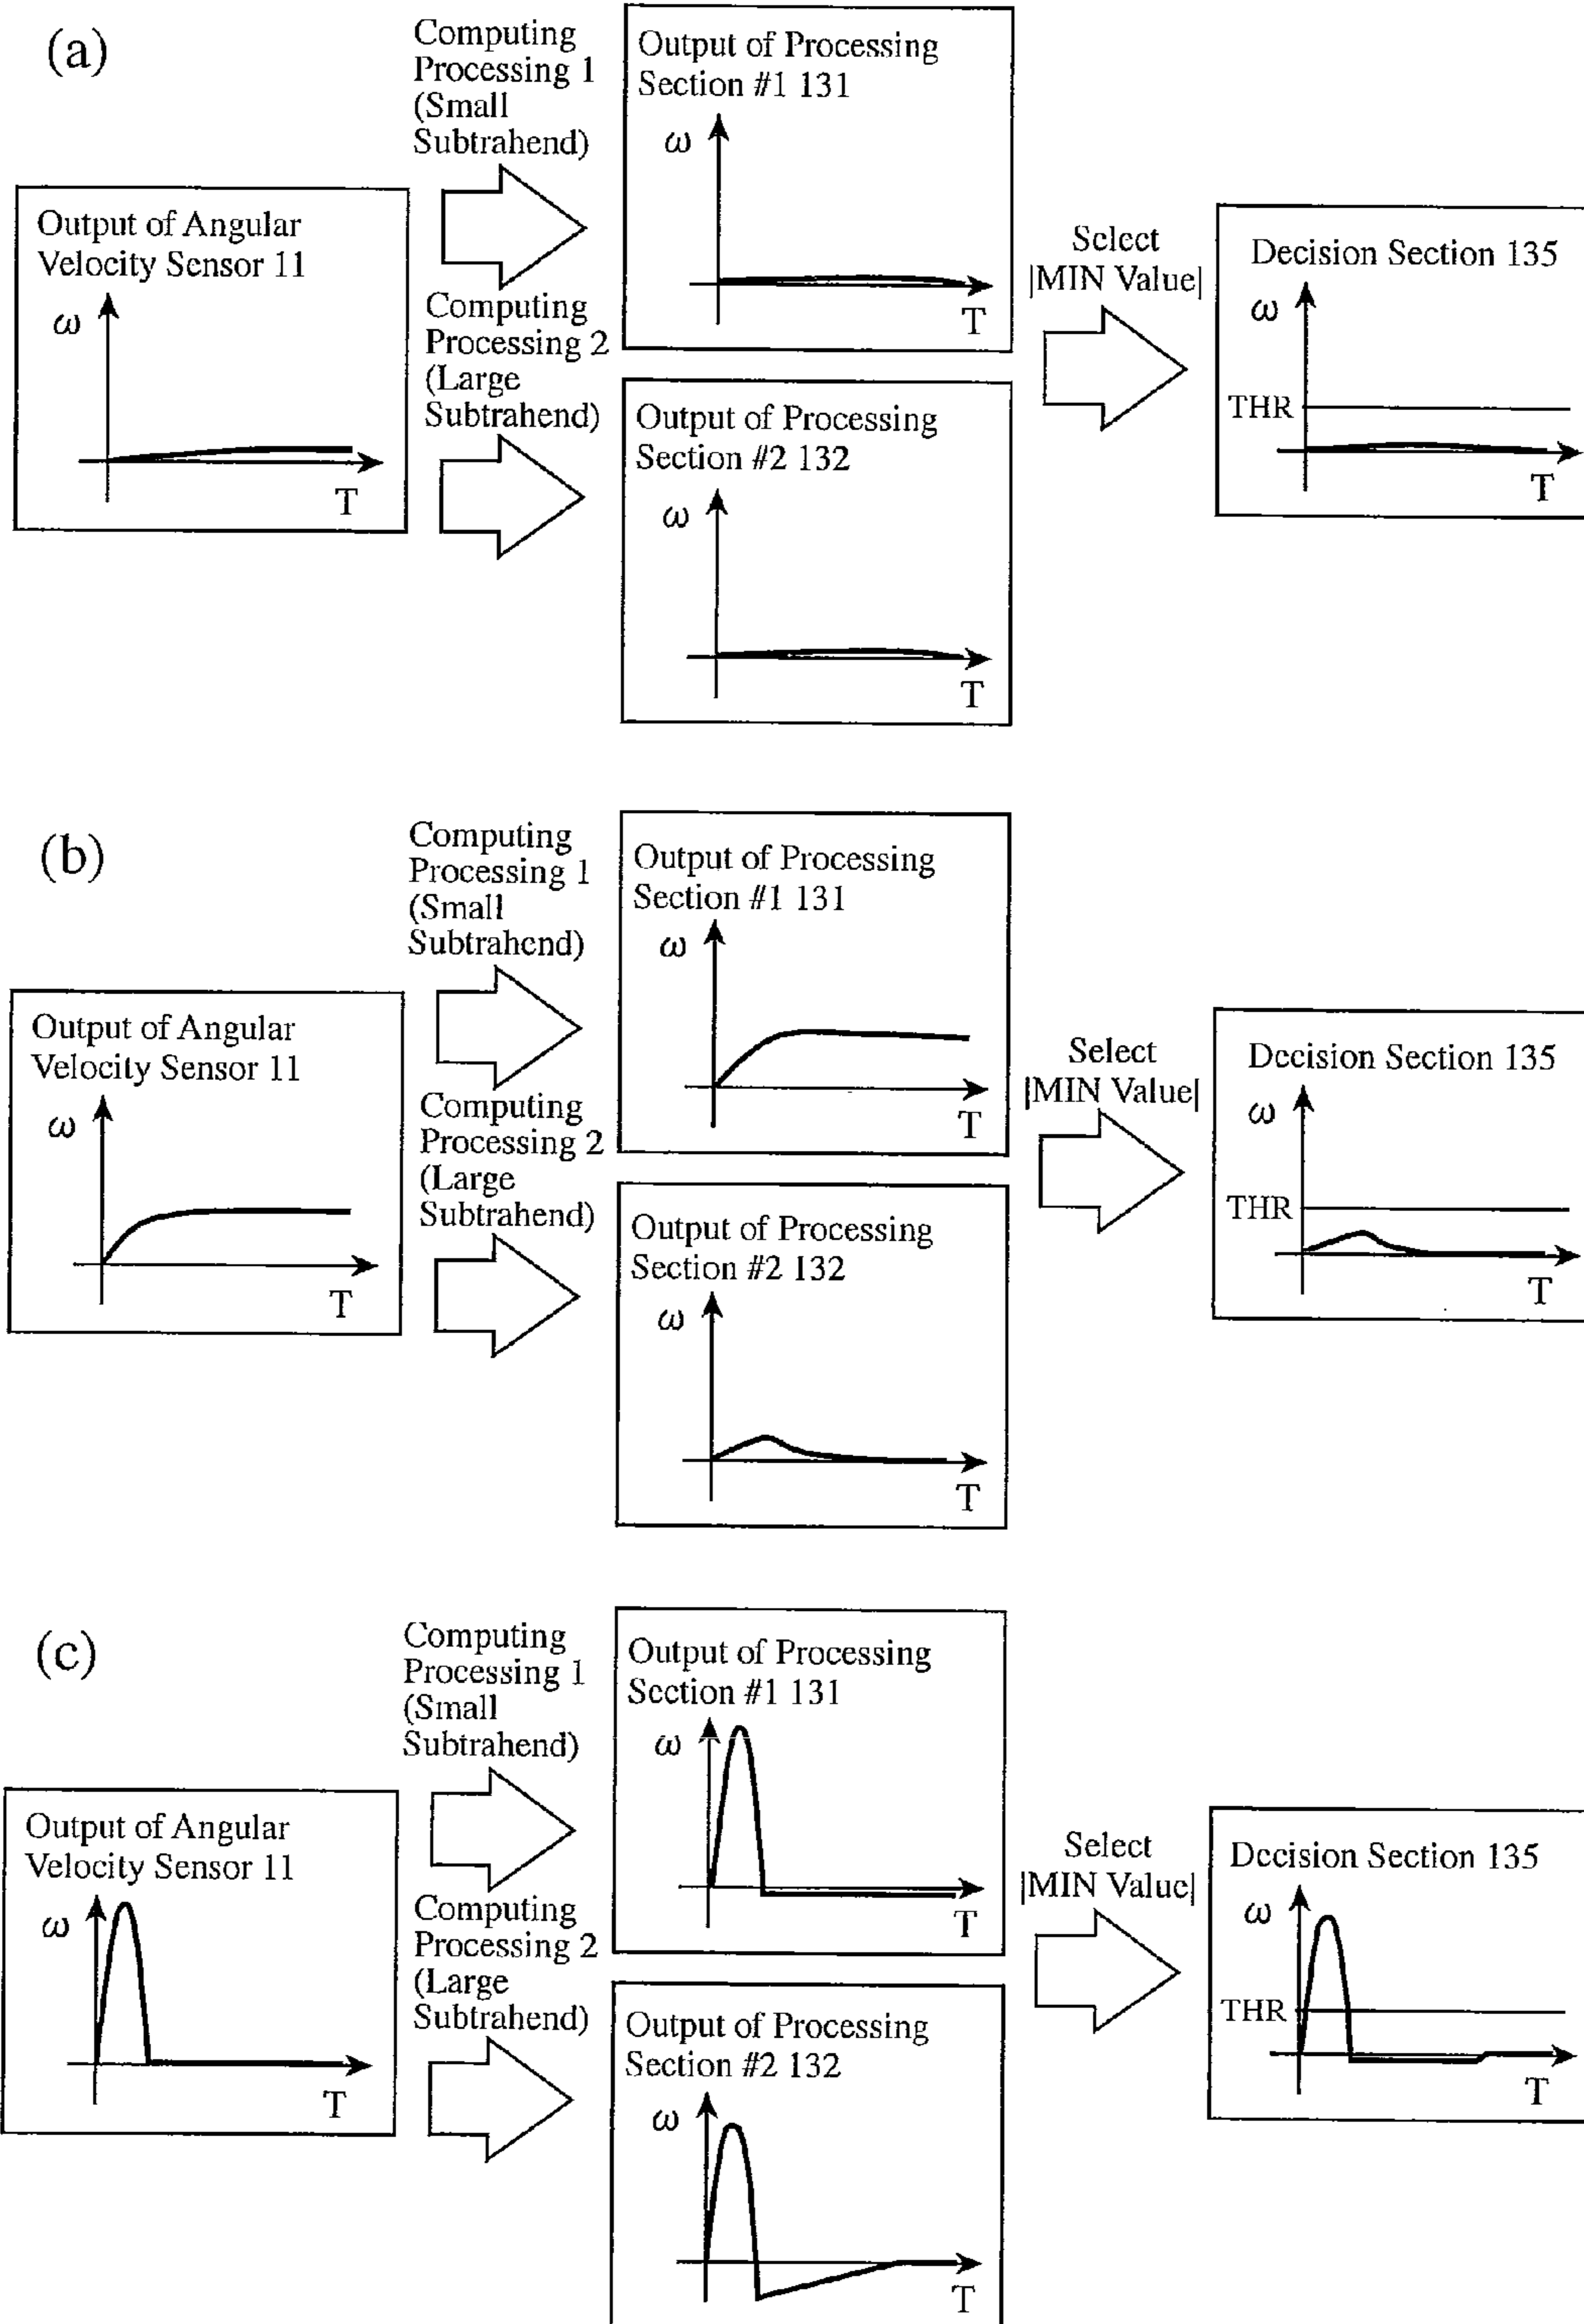 (a)
Computing
Processing 1
(Small
Subtrahend)
Output of Processing
Section #1 131
ω
T
Output of Angular
Velocity Sensor 11
ω
T
Computing
Processing 2
(Large
Subtrahend)
Output of Processing
Section #2 132
ω
T
Select
|MIN Value|
Decision Section 135
ω
THR
T
(b)
Computing
Processing 1
(Small
Subtrahend)
Output of Processing
Section #1 131
ω
T
Output of Angular
Velocity Sensor 11
ω
T
Computing
Processing 2
(Large
Subtrahend)
Output of Processing
Section #2 132
ω
T
Select
|MIN Value|
Decision Section 135
ω
THR
T
(c)
Computing
Processing 1
(Small
Subtrahend)
Output of Processing
Section #1 131
ω
T
Output of Angular
Velocity Sensor 11
ω
T
Computing
Processing 2
(Large
Subtrahend)
Output of Processing
Section #2 132
ω
T
Select
|MIN Value|
Decision Section 135
ω
THR
T